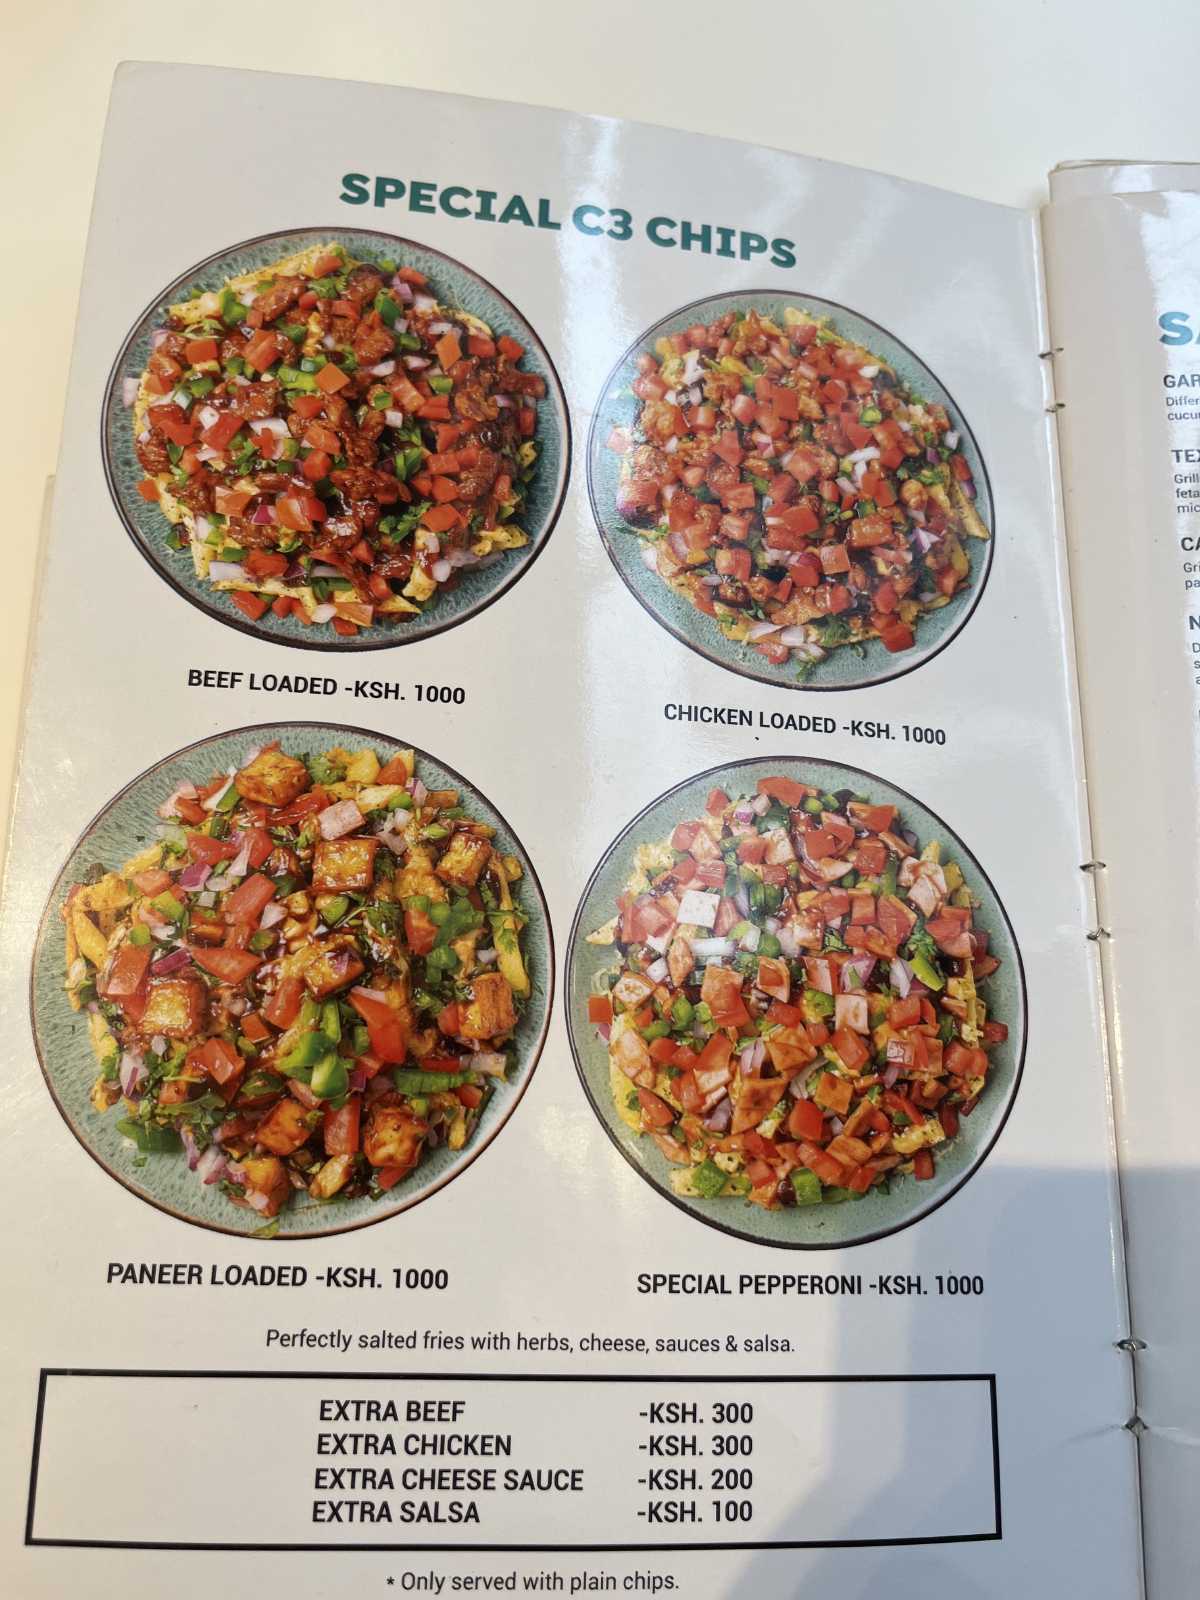 SPECIAL C3 CHIPS
BEEF LOADED -KSH. 1000
CHICKEN LOADED -KSH. 1000
PANEER LOADED -KSH. 1000
SPECIAL PEPPERONI -KSH. 1000
Perfectly salted fries with herbs, cheese, sauces & salsa.
EXTRA BEEF -KSH. 300
EXTRA CHICKEN -KSH. 300
EXTRA CHEESE SAUCE -KSH. 200
EXTRA SALSA -KSH. 100
* Only served with plain chips.